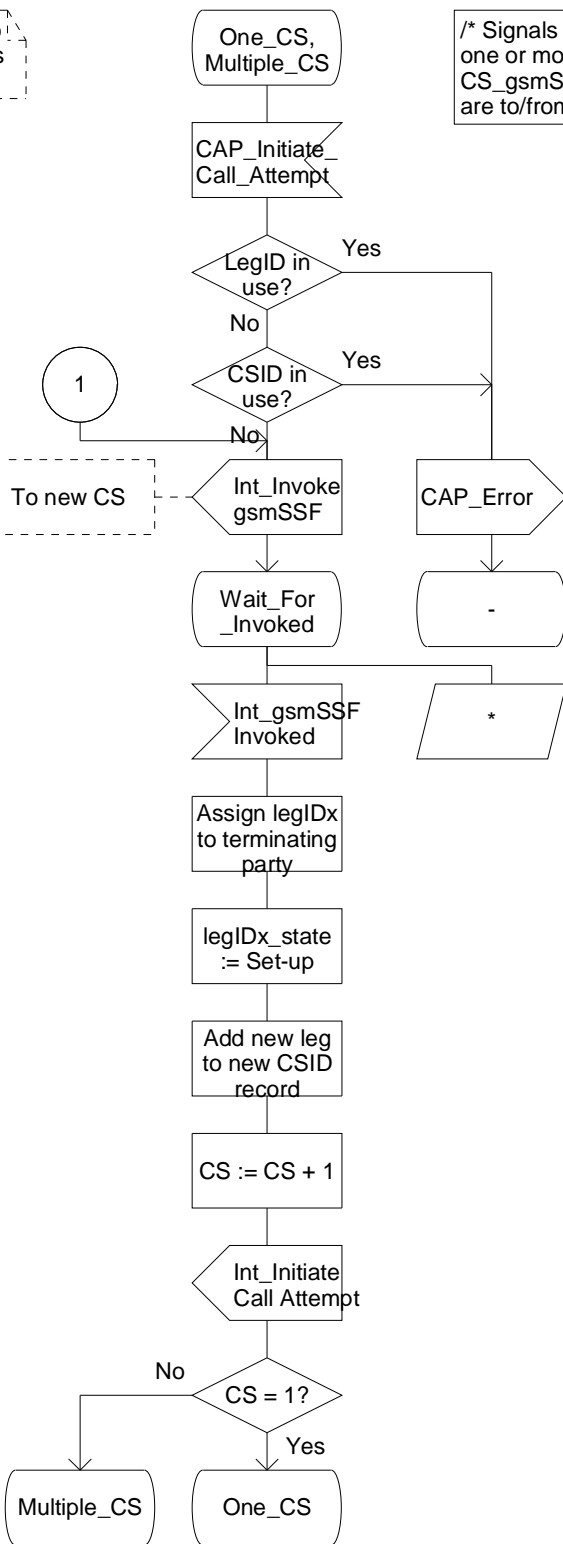 s
One_CS,
Multiple_CS
/* Signals
one or mo
CS_gsmS
are to/from
CAP_Initiate_
Call_Attempt
LegID in
use?
Yes
No
1
CSID in
use?
Yes
No
To new CS
Int_Invoke
gsmSSF
CAP_Error
Wait_For
_Invoked
-
Int_gsmSSF
Invoked
*
Assign legIDx
to terminating
party
legIDx_state
:= Set-up
Add new leg
to new CSID
record
CS := CS + 1
Int_Initiate
Call Attempt
No
CS = 1?
Yes
Multiple_CS
One_CS